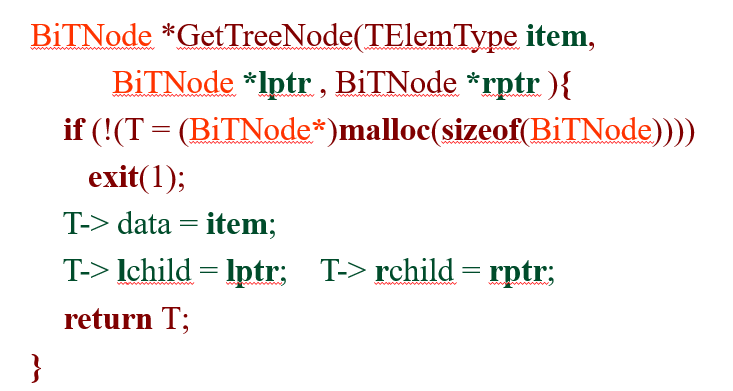 BiTNode *GetTreeNode(TElemType item,
BiTNode *lptr , BiTNode *rptr ){
if (!(T = (BiTNode*)malloc(sizeof(BiTNode))))
exit(1);
T-> data = item;
T-> lchild = lptr; T-> rchild = rptr;
return T;
}